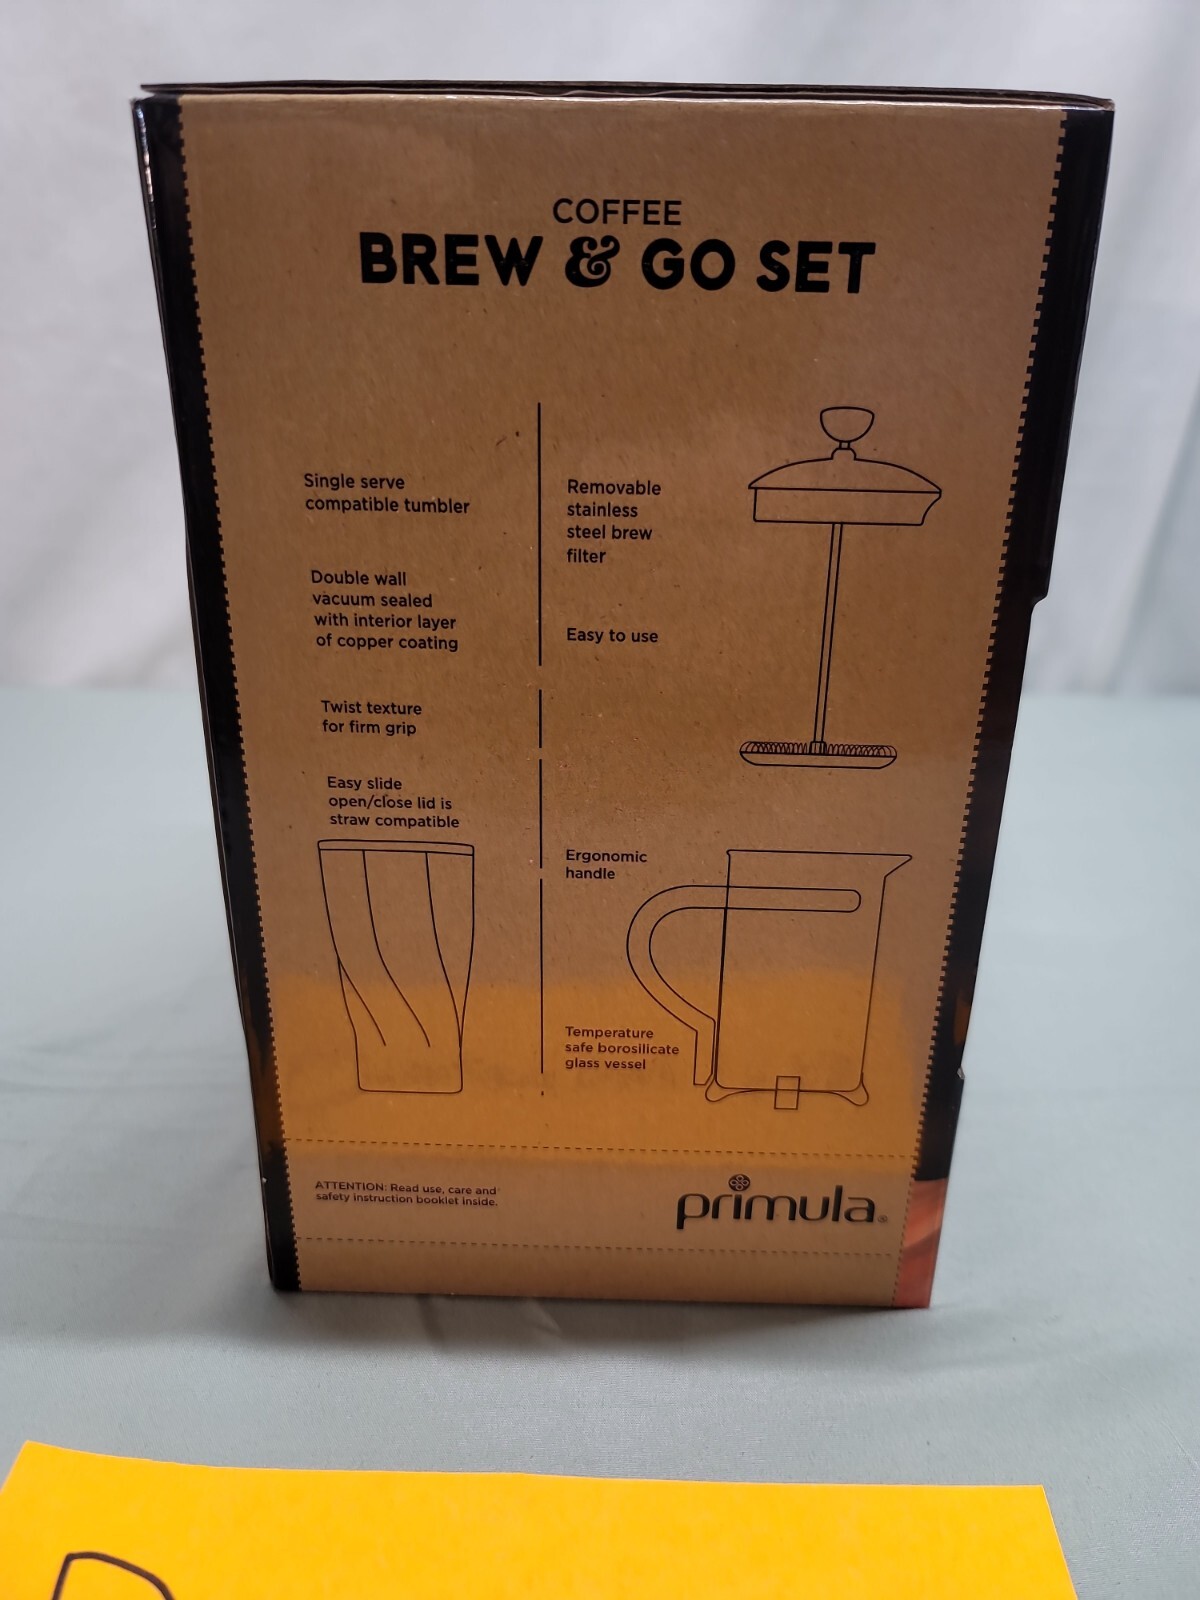 COFFEE
BREW & GO SET
Single serve
compatible tumbler
Double wall
vacuum sealed
with interior layer
of copper coating
Twist texture
for firm grip
Easy slide
open/close lid is
straw compatible
Removable
stainless
steel brew
filter
Easy to use
Ergonomic
handle
Temperature
safe borosilicate
glass vessel
ATTENTION: Read use, care and
safety instruction booklet inside.
primula®